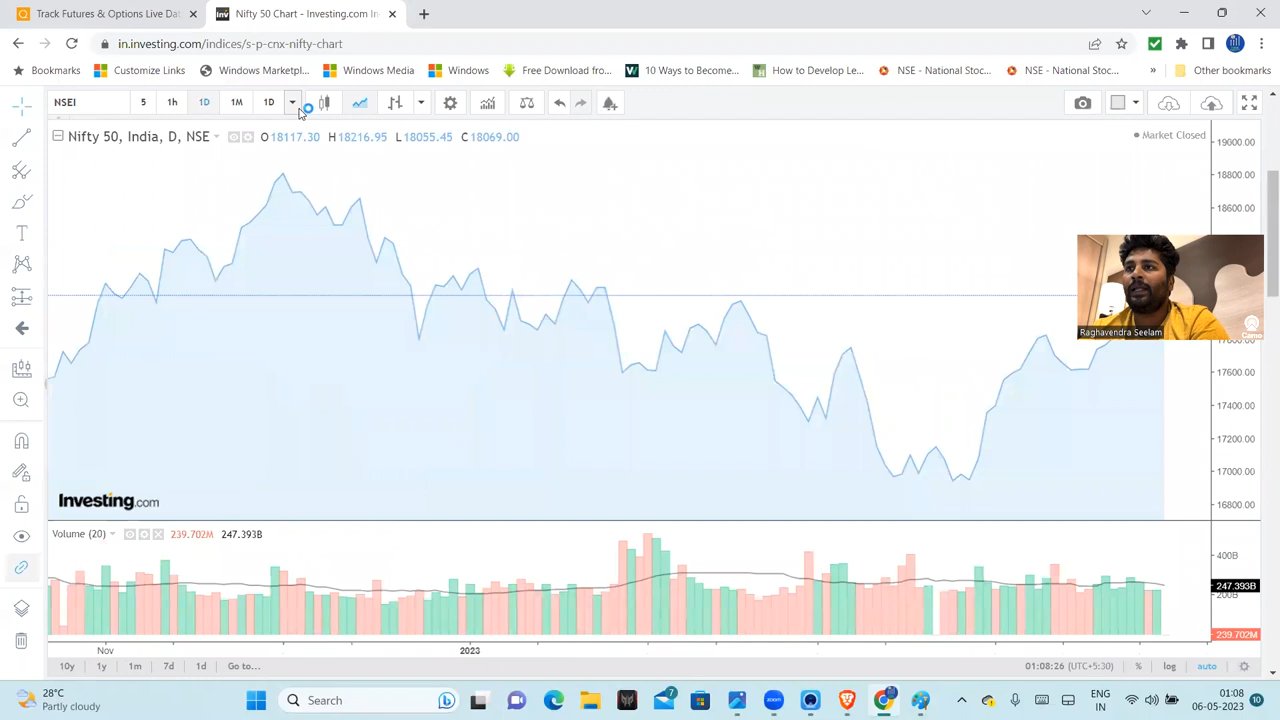 Track Futures & Options Live Da
Nifty 50 Chart - Investing.com In
in.investing.com/indices/s-p-cnx-nifty-chart
Bookmarks
Customize Links
Windows Marketpl...
Windows Media
Windows
Free Download from...
10 Ways to Become...
How to Develop Lea...
NSE - National Stoc...
NSE - National Stoc...
Other bookmarks
NSEI
5
1h
1D
1M
1D
Nifty 50, India, D, NSE
O 18117.30 H 18216.95 L 18055.45 C 18069.00
Market Closed
19000.00
18800.00
18600.00
17600.00
17400.00
17200.00
17000.00
16800.00
Raghavendra Seelam
Investing.com
Volume (20)
239.702M 247.393B
400B
247.393B
200B
239.702M
Nov
2023
10y
1y
1m
7d
1d
Go to...
01:08:26 (UTC+5:30)
%
log
auto
28°C
Partly cloudy
Search
7
zoom
ENG
IN
01:08
06-05-2023
10